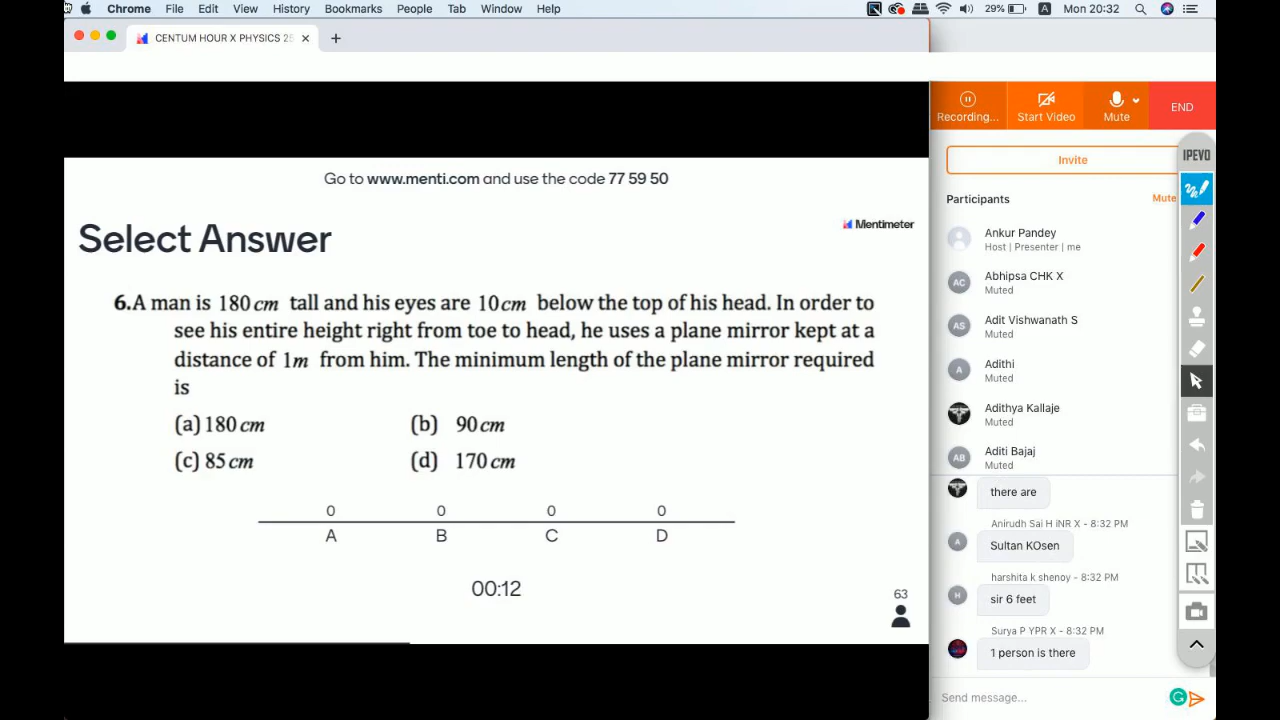 Chrome File Edit View History Bookmarks People Tab Window Help
29% A Mon 20:32
CENTUM HOUR X PHYSICS 25
Recording...
Start Video
Mute
END
Invite
IPEVO
Participants
Mute
Ankur Pandey
Host | Presenter | me
AC
Abhipsa CHK X
Muted
AS
Adit Vishwanath S
Muted
A
Adithi
Muted
Adithya Kallaje
Muted
AB
Aditi Bajaj
Muted
there are
Anirudh Sai H iNR X - 8:32 PM
A
Sultan KOsen
harshita k shenoy - 8:32 PM
H
sir 6 feet
Surya P YPR X - 8:32 PM
1 person is there
Send message...
Go to www.menti.com and use the code 77 59 50
Mentimeter
Select Answer
6.A man is 180 cm tall and his eyes are 10 cm below the top of his head. In order to
see his entire height right from toe to head, he uses a plane mirror kept at a
distance of 1m from him. The minimum length of the plane mirror required
is
(a) 180 cm (b) 90 cm
(c) 85 cm (d) 170 cm
0 0 0 0
A B C D
00:12
63